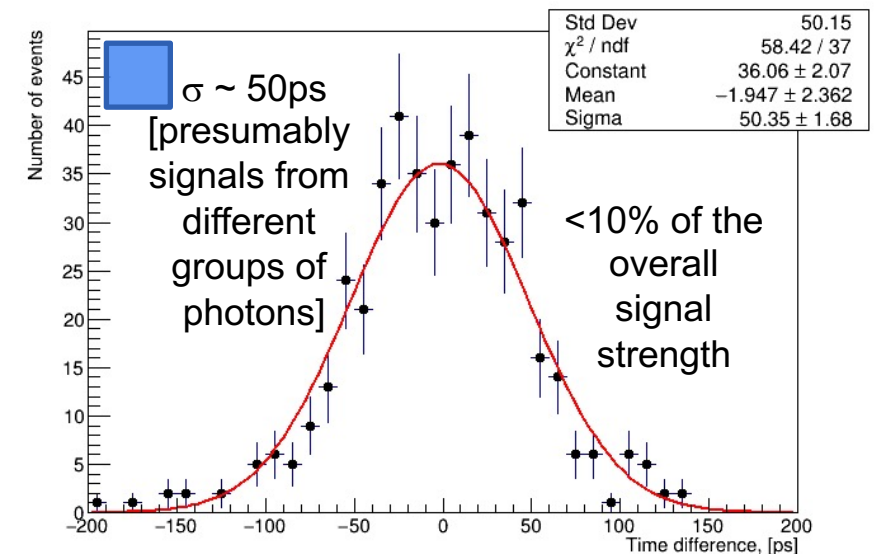 Std Dev 50.15
χ² / ndf 58.42 / 37
Constant 36.06 ± 2.07
Mean −1.947 ± 2.362
Sigma 50.35 ± 1.68
Number of events
45
40
35
30
25
20
15
10
5
0
σ ~ 50ps
[presumably
signals from
different
groups of
photons]
<10% of the
overall
signal
strength
−200 −150 −100 −50 0 50 100 150 200
Time difference, [ps]